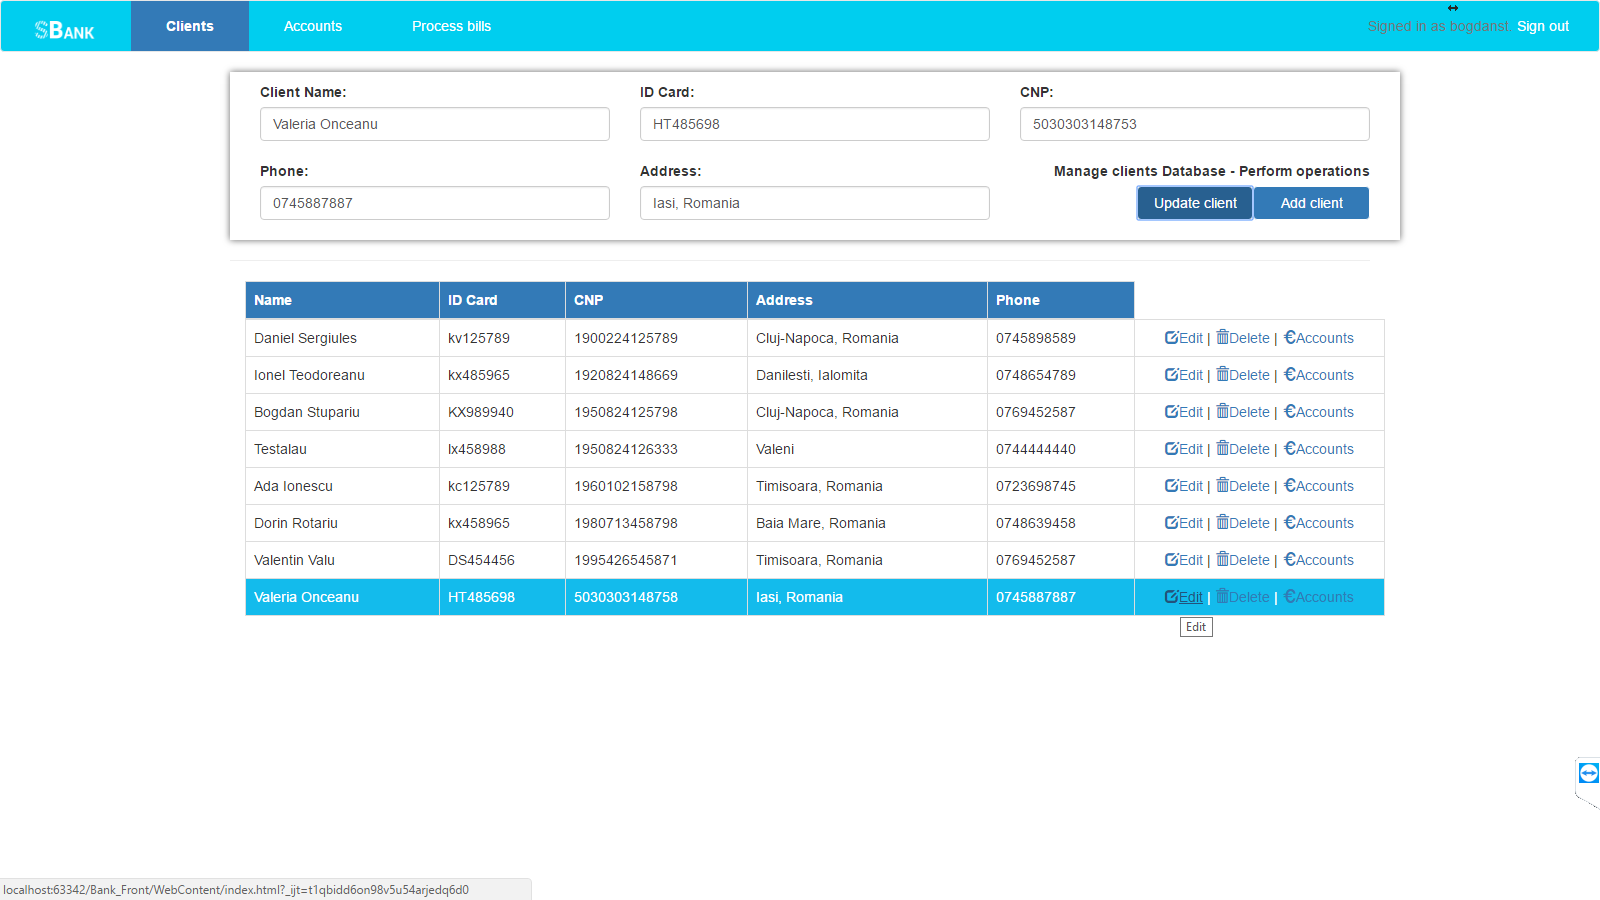 SBANK Clients Accounts Process bills Signed in as bogdanst. Sign out
Client Name: ID Card: CNP:
Valeria Onceanu HT485698 5030303148753
Phone: Address: Manage clients Database - Perform operations
0745887887 Iasi, Romania Update client Add client
Name ID Card CNP Address Phone
Daniel Sergiules kv125789 1900224125789 Cluj-Napoca, Romania 0745898589 Edit | Delete | €Accounts
Ionel Teodoreanu kx485965 1920824148669 Danilesti, Ialomita 0748654789 Edit | Delete | €Accounts
Bogdan Stupariu KX989940 1950824125798 Cluj-Napoca, Romania 0769452587 Edit | Delete | €Accounts
Testalau lx458988 1950824126333 Valeni 0744444440 Edit | Delete | €Accounts
Ada Ionescu kc125789 1960102158798 Timisoara, Romania 0723698745 Edit | Delete | €Accounts
Dorin Rotariu kx458965 1980713458798 Baia Mare, Romania 0748639458 Edit | Delete | €Accounts
Valentin Valu DS454456 1995426545871 Timisoara, Romania 0769452587 Edit | Delete | €Accounts
Valeria Onceanu HT485698 5030303148758 Iasi, Romania 0745887887 Edit | Delete | €Accounts
Edit
localhost:63342/Bank_Front/WebContent/index.html?_ijt=t1qbidd6on98v5u54arjedq6d0